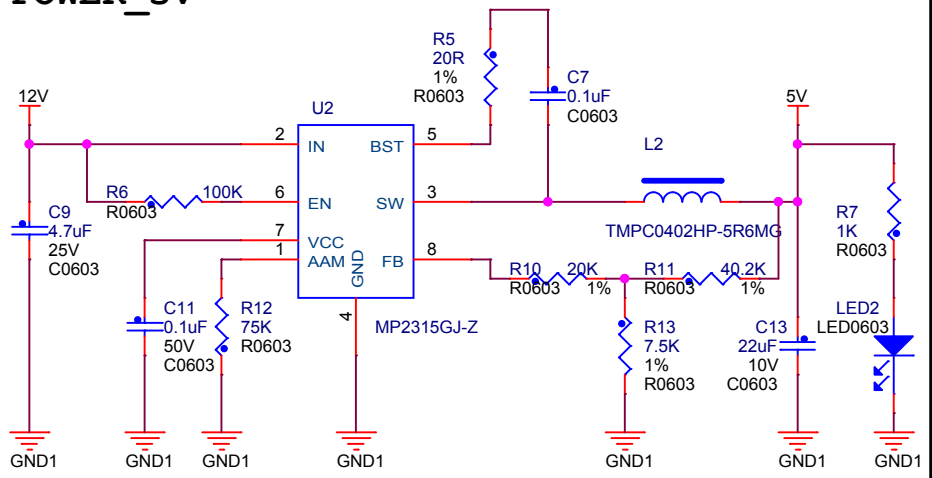 POWER_5V
R5
20R
1%
R0603
C7
0.1uF
C0603
12V
U2
5V
2 IN BST 5
L2
R6 100K
R0603
6 EN SW 3
C9
4.7uF
25V
C0603
R7
1K
R0603
TMPC0402HP-5R6MG
7 VCC
1 AAM GND FB 8
R10 20K
R0603 1%
R11 40.2K
R0603 1%
4
MP2315GJ-Z
C11
0.1uF
50V
C0603
R12
75K
R0603
R13
7.5K
1%
R0603
C13
22uF
10V
C0603
LED2
LED0603
GND1 GND1 GND1 GND1 GND1 GND1 GND1